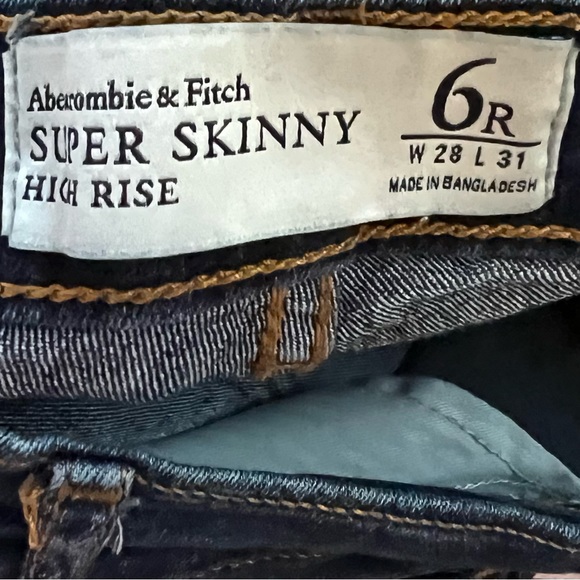 Abercrombie & Fitch
SUPER SKINNY
HIGH RISE
6R
W 28 L 31
MADE IN BANGLADESH